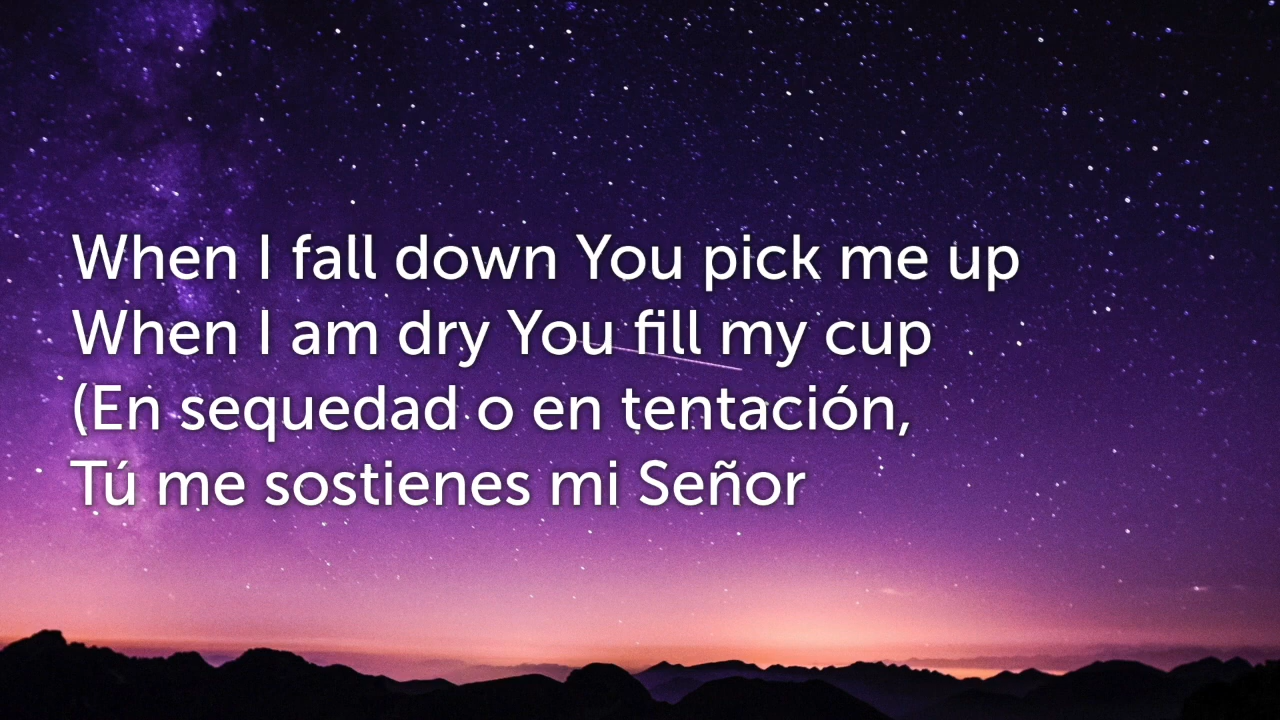 When I fall down You pick me up
When I am dry You fill my cup
(En sequedad o en tentación,
Tú me sostienes mi Señor